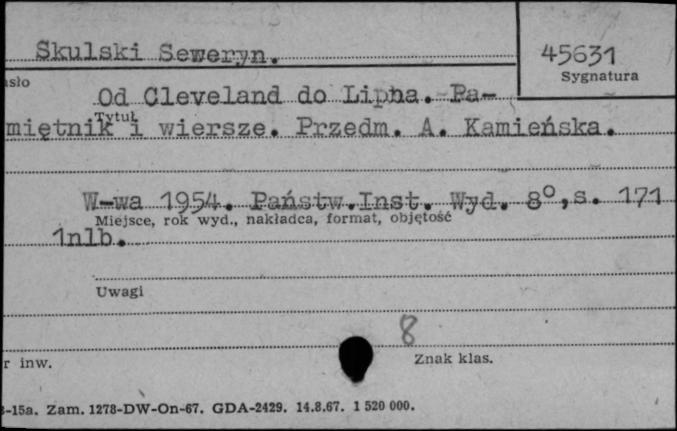 Skulski Seweryn.
45631
Sygnatura
asło
Od Cleveland do Lipna. Pa-
Tytuł
miętnik i wiersze. Przedm. A. Kamieńska.
W-wa 1954. Państw.Inst. Wyd. 8°,s. 171
Miejsce, rok wyd., nakładca, format, objętość
1nlb.
Uwagi
8
r inw.
Znak klas.
-15a. Zam. 1278-DW-On-67. GDA-2429. 14.8.67. 1 520 000.